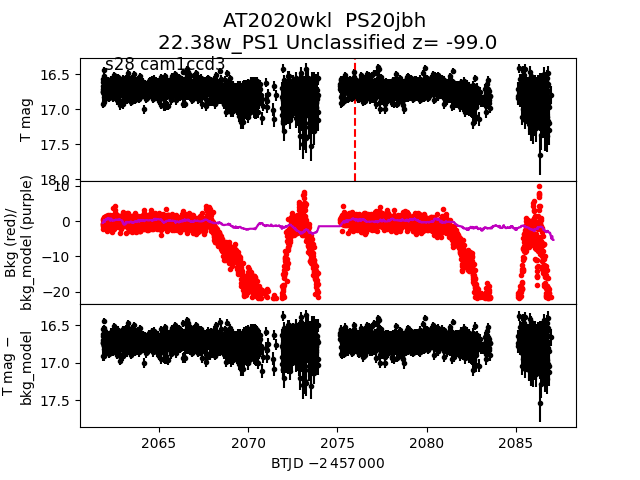 AT2020wkl PS20jbh
22.38w_PS1 Unclassified z= -99.0
s28 cam1ccd3
T mag
16.5
17.0
17.5
18.0
Bkg (red)/
bkg_model (purple)
10
0
−10
−20
T mag −
bkg_model
16.5
17.0
17.5
2065 2070 2075 2080 2085
BTJD −2 457 000